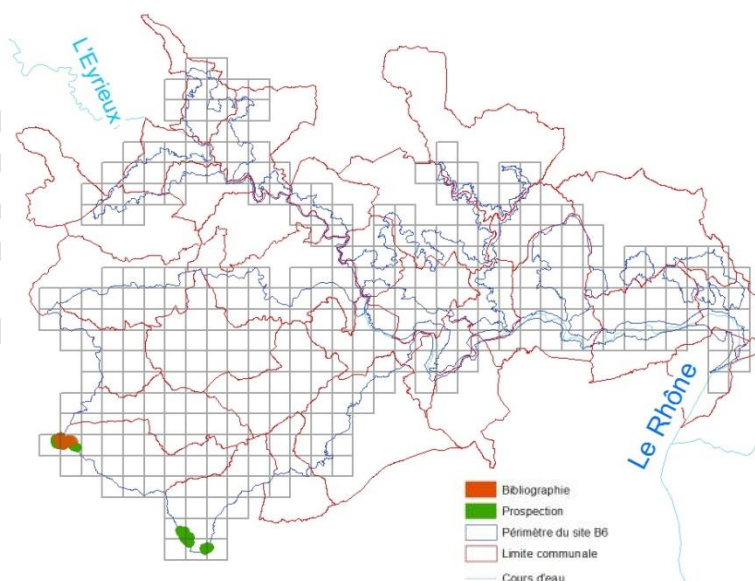 L'Eyrieux
Le Rhône
Bibliographie
Prospection
Périmètre du site B6
Limite communale
Cours d'eau